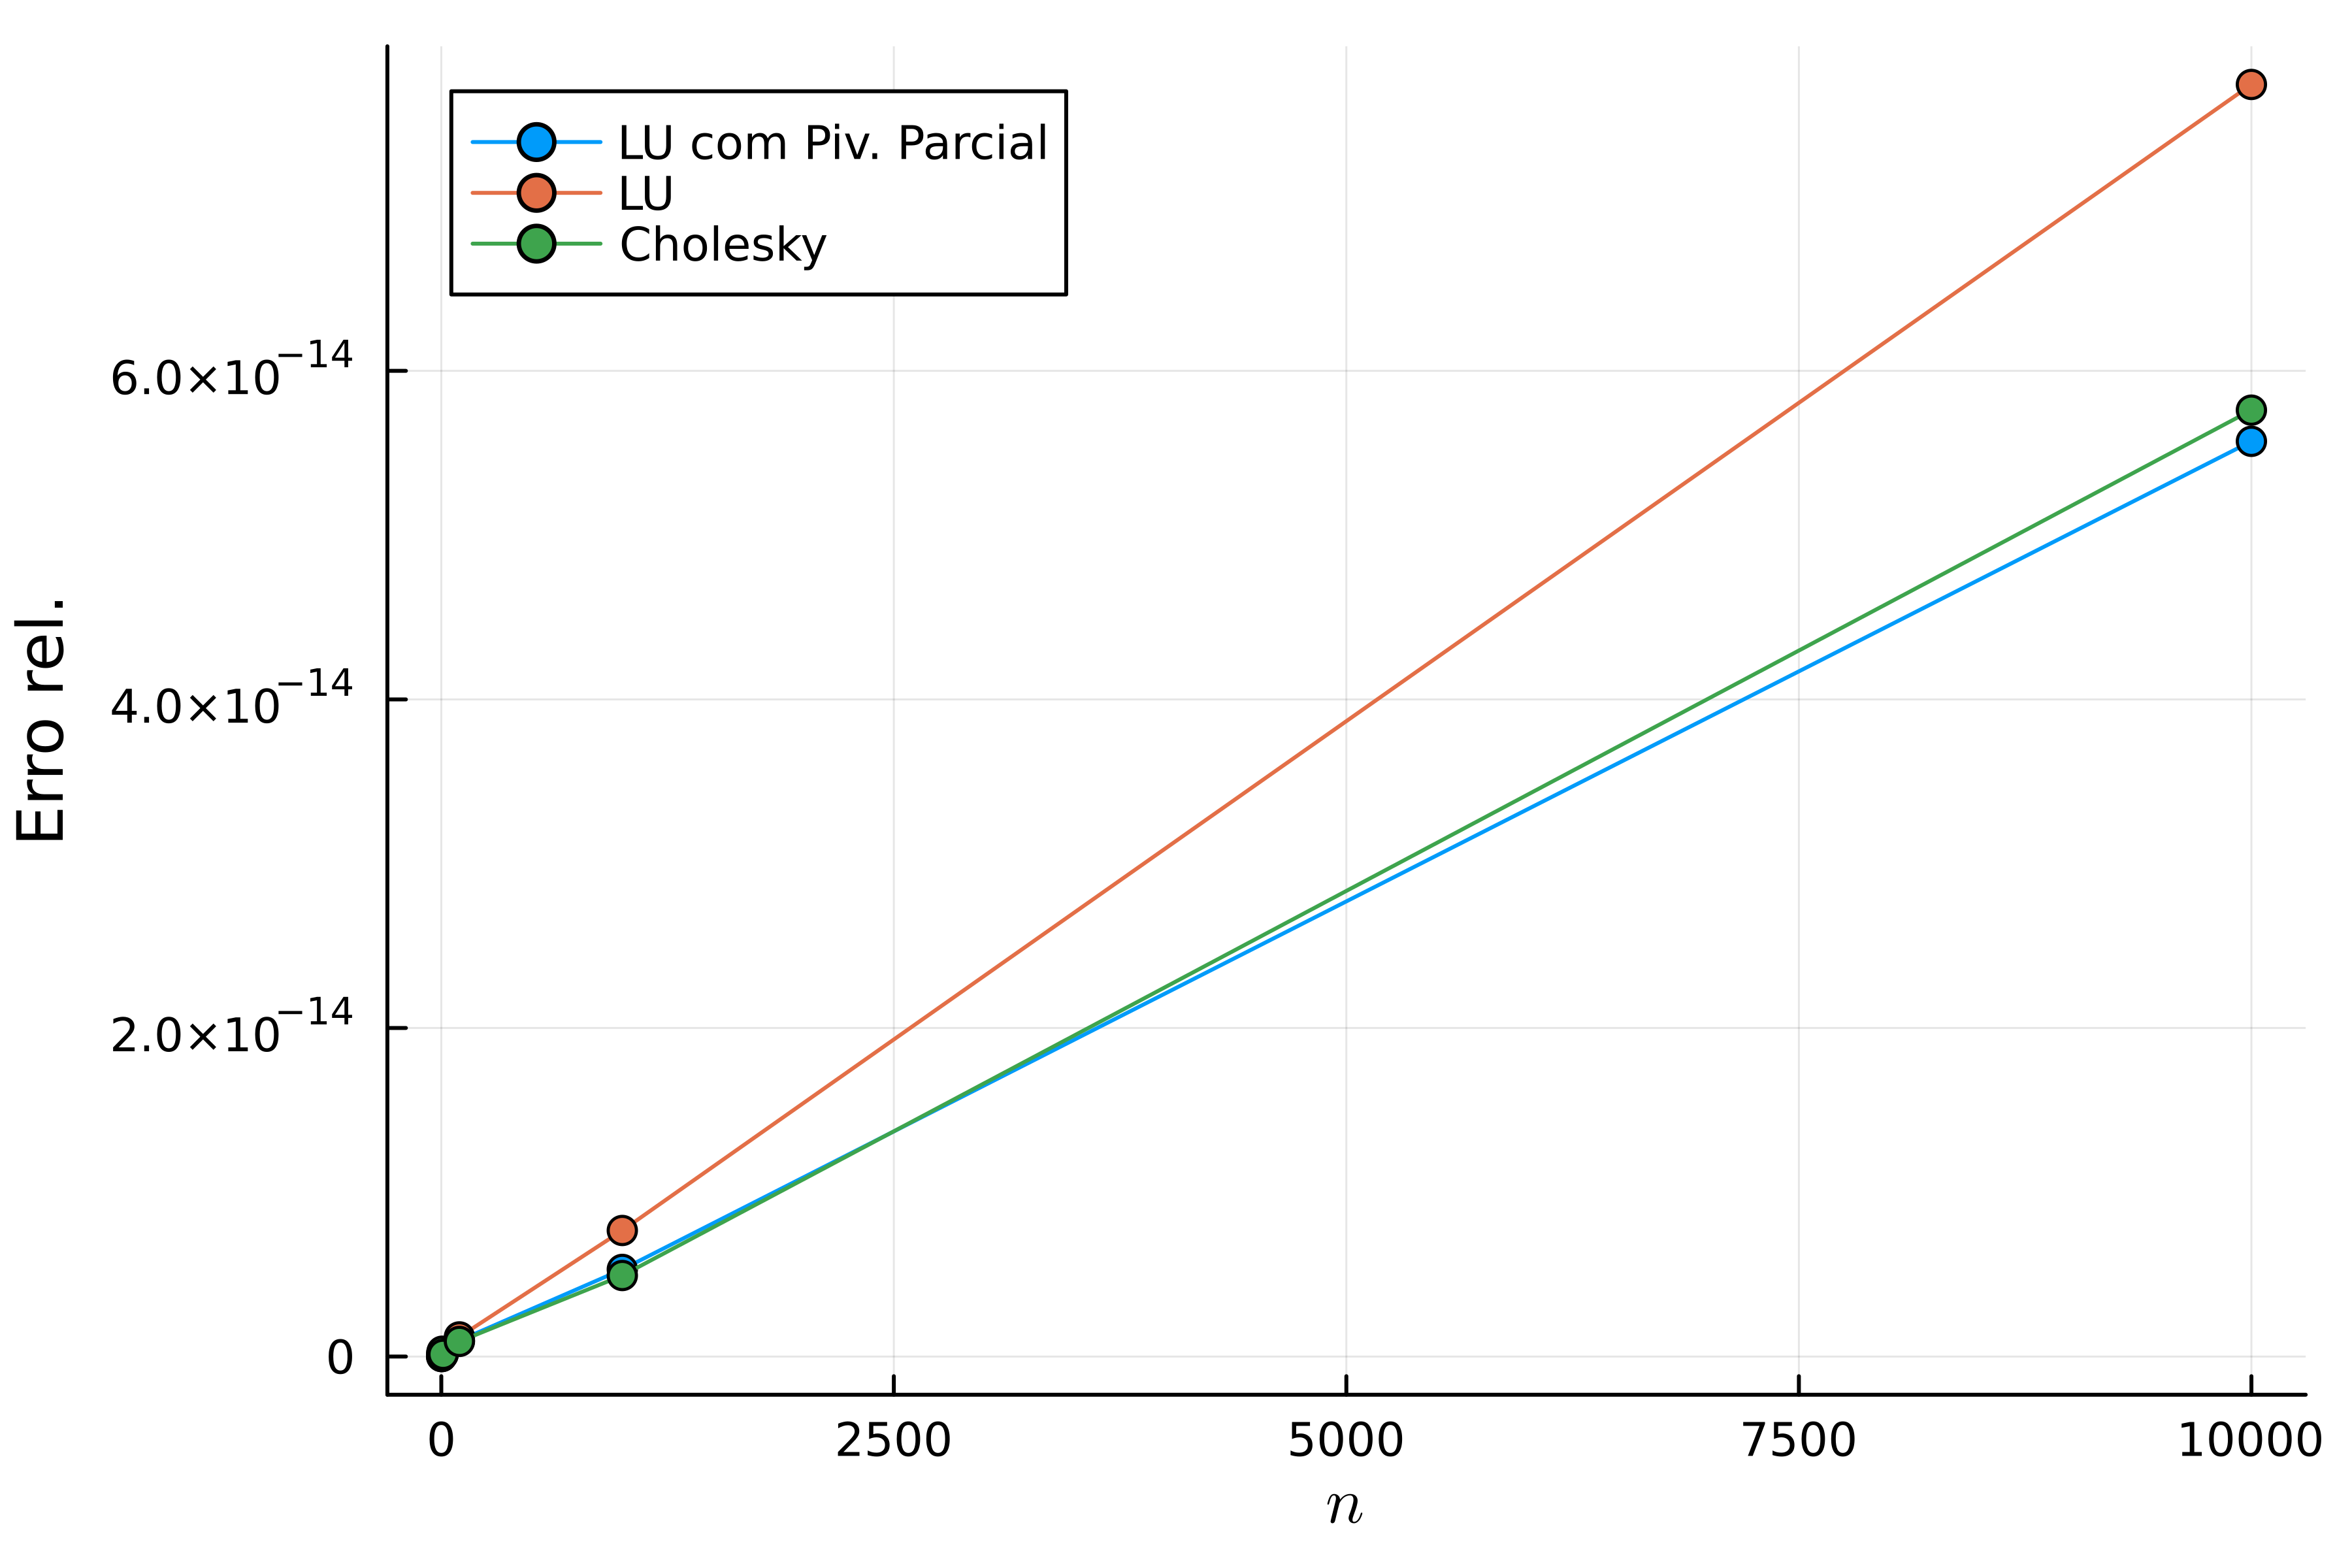 LU com Piv. Parcial
LU
Cholesky
6.0×10⁻¹⁴
4.0×10⁻¹⁴
2.0×10⁻¹⁴
0
Erro rel.
0 2500 5000 7500 10000
n